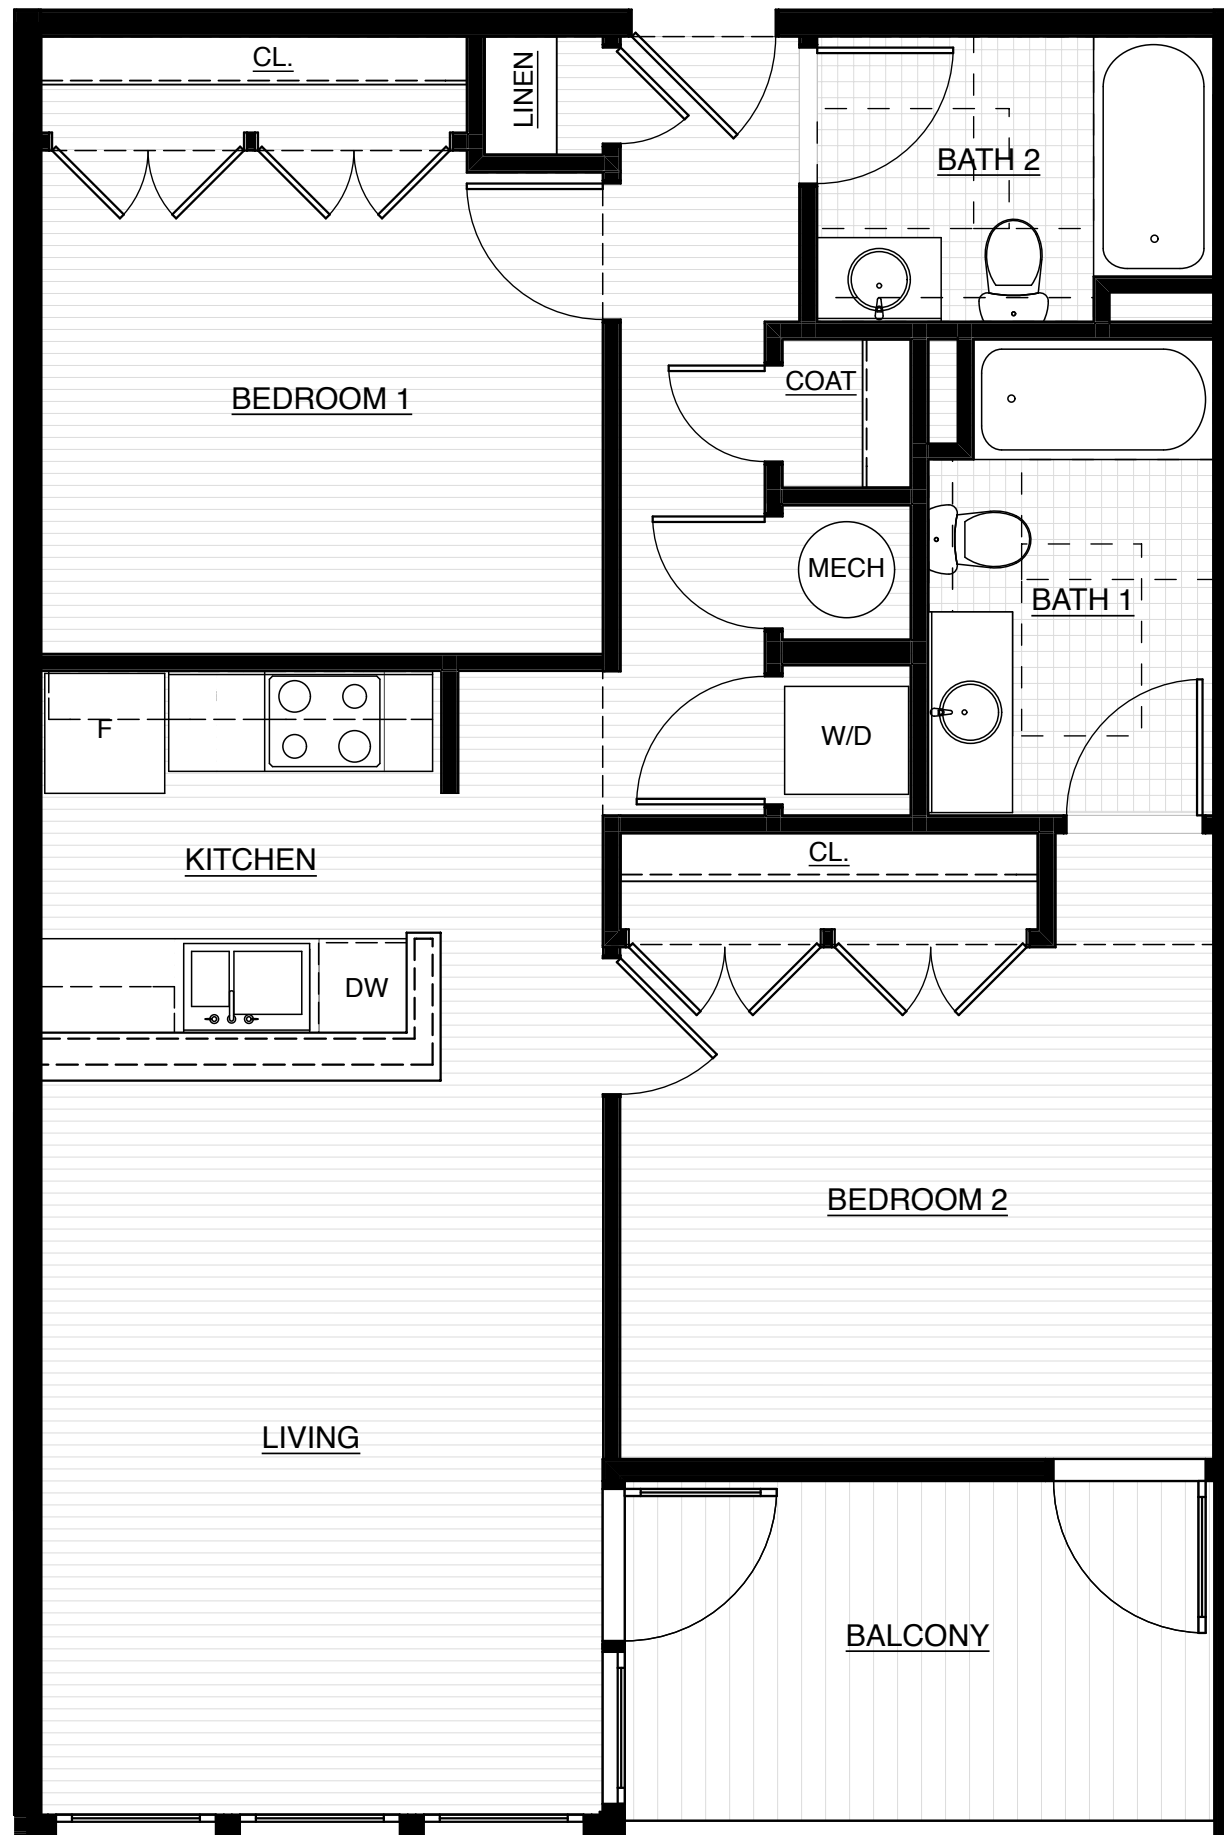 CL.
LINEN
BATH 2
COAT
BEDROOM 1
MECH
BATH 1
F
W/D
KITCHEN
CL.
DW
BEDROOM 2
LIVING
BALCONY